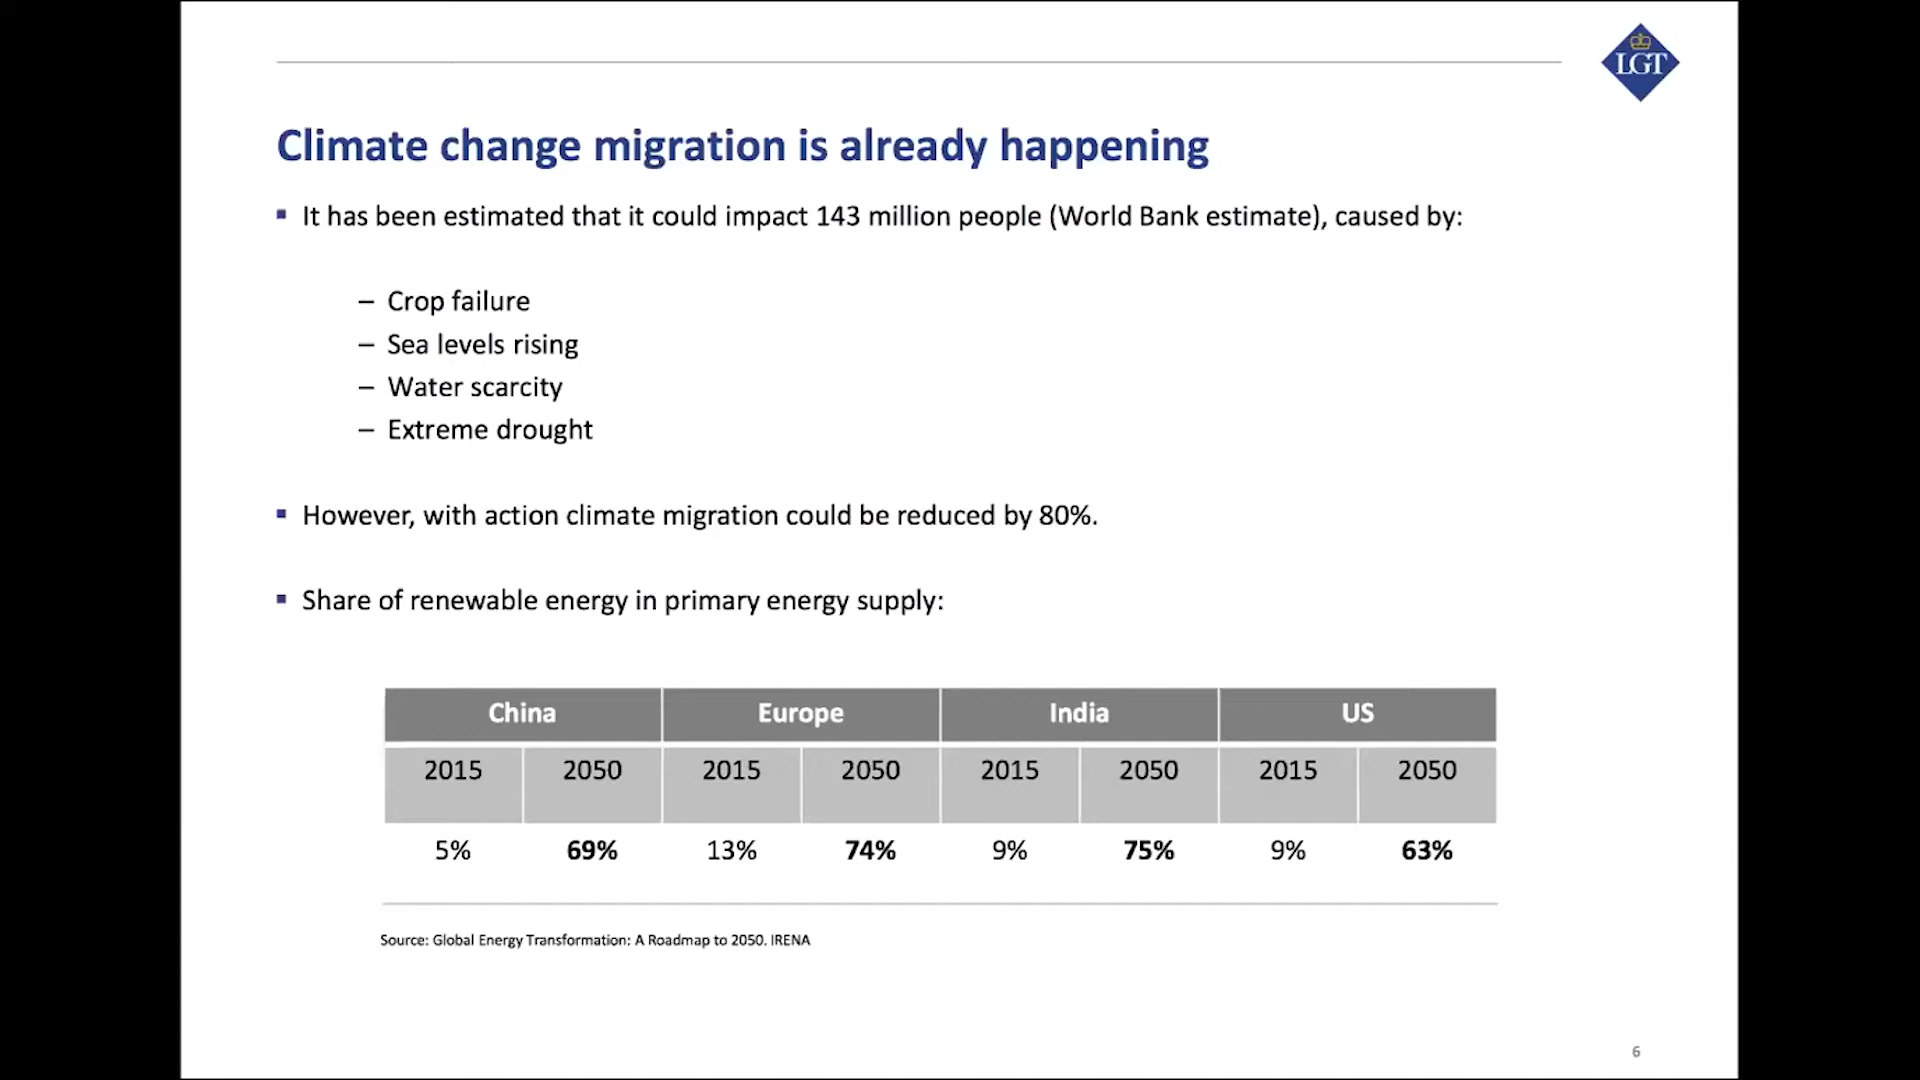 LGT
Climate change migration is already happening
▪ It has been estimated that it could impact 143 million people (World Bank estimate), caused by:
– Crop failure
– Sea levels rising
– Water scarcity
– Extreme drought
▪ However, with action climate migration could be reduced by 80%.
▪ Share of renewable energy in primary energy supply:
China Europe India US
2015 2050 2015 2050 2015 2050 2015 2050
5% 69% 13% 74% 9% 75% 9% 63%
Source: Global Energy Transformation: A Roadmap to 2050. IRENA
6